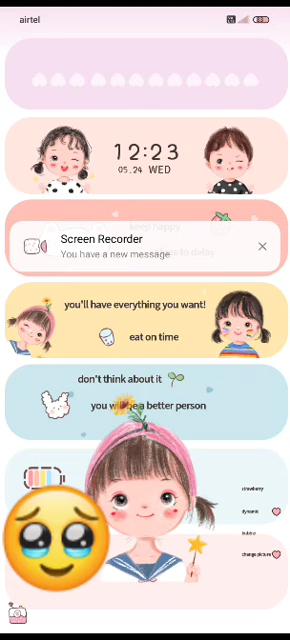 airtel
12:23
05.24 WED
keep happy
Screen Recorder
You have a new message
you'll have everything you want!
eat on time
don't think about it
you will be a better person
strawberry
dynamic
bubble
change picture